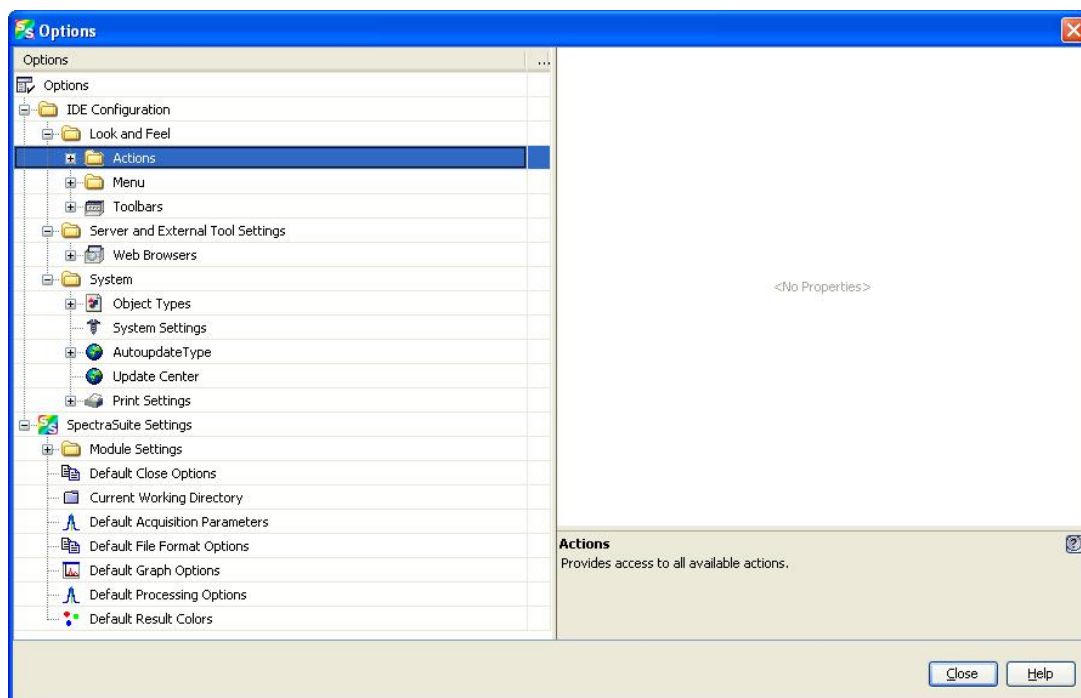 Options
Options
...
Options
IDE Configuration
Look and Feel
Actions
Menu
Toolbars
Server and External Tool Settings
Web Browsers
System
Object Types
System Settings
AutoupdateType
Update Center
Print Settings
SpectraSuite Settings
Module Settings
Default Close Options
Current Working Directory
Default Acquisition Parameters
Default File Format Options
Default Graph Options
Default Processing Options
Default Result Colors
<No Properties>
Actions
Provides access to all available actions.
Close
Help